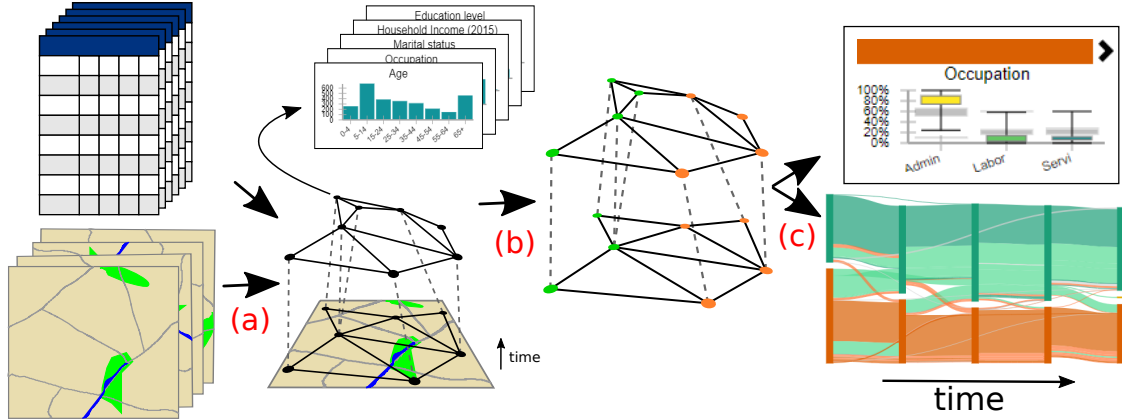 Education level
Household Income (2015)
Marital status
Occupation
Age
600
500
400
300
200
100
0
0-4
5-14
15-24
25-34
35-44
45-54
55-64
65+
(a)
time
(b)
(c)
Occupation
100%
80%
60%
40%
20%
0%
Admin
Labor
Servi
time